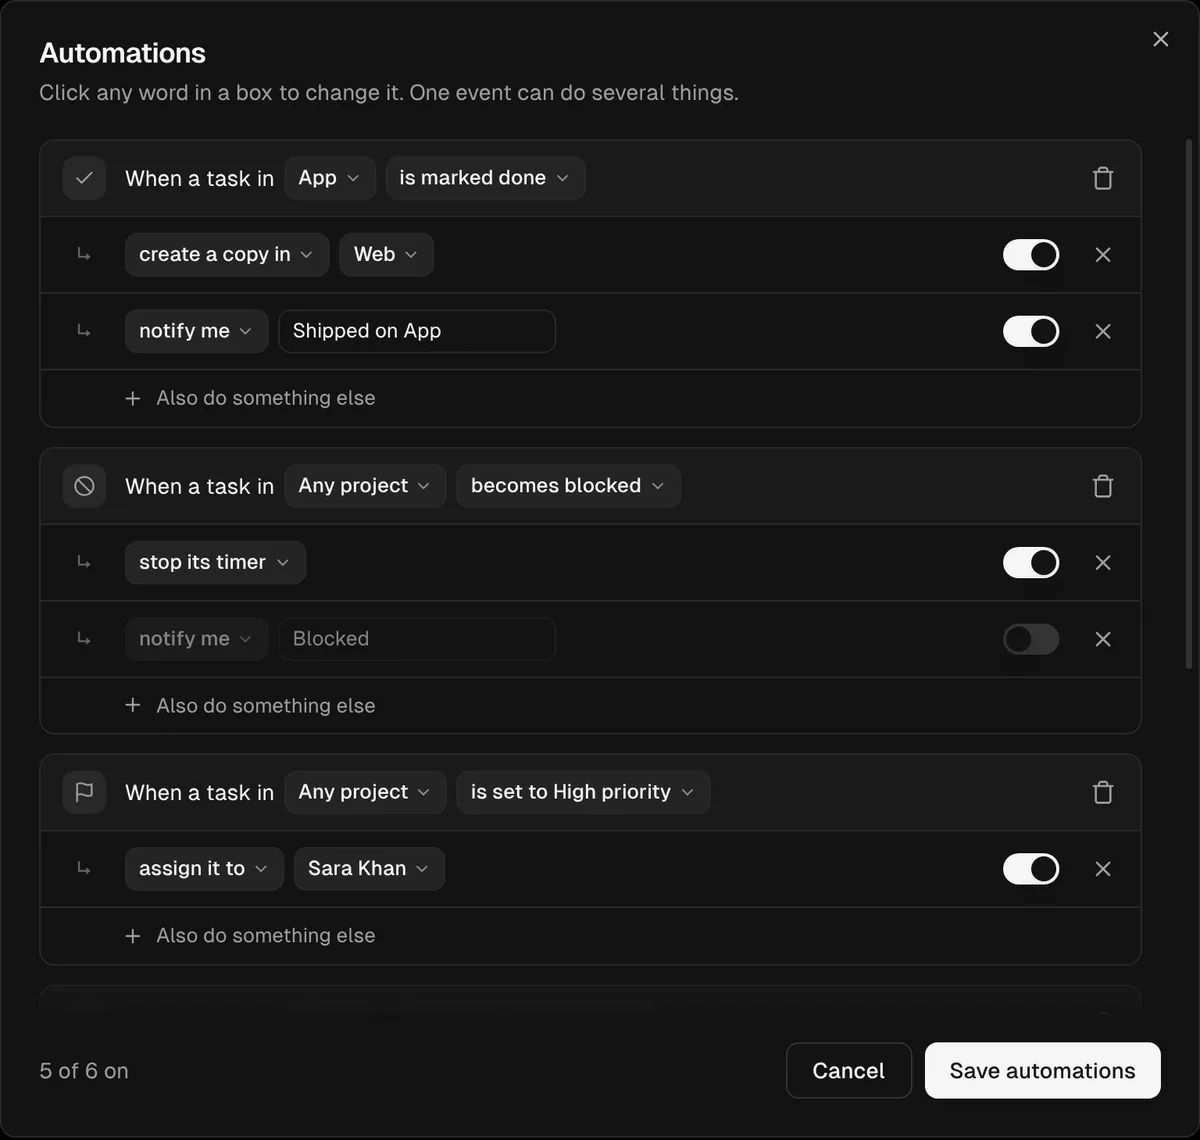 Automations
Click any word in a box to change it. One event can do several things.
When a task in App is marked done
create a copy in Web
notify me Shipped on App
Also do something else
When a task in Any project becomes blocked
stop its timer
notify me Blocked
Also do something else
When a task in Any project is set to High priority
assign it to Sara Khan
Also do something else
5 of 6 on
Cancel Save automations